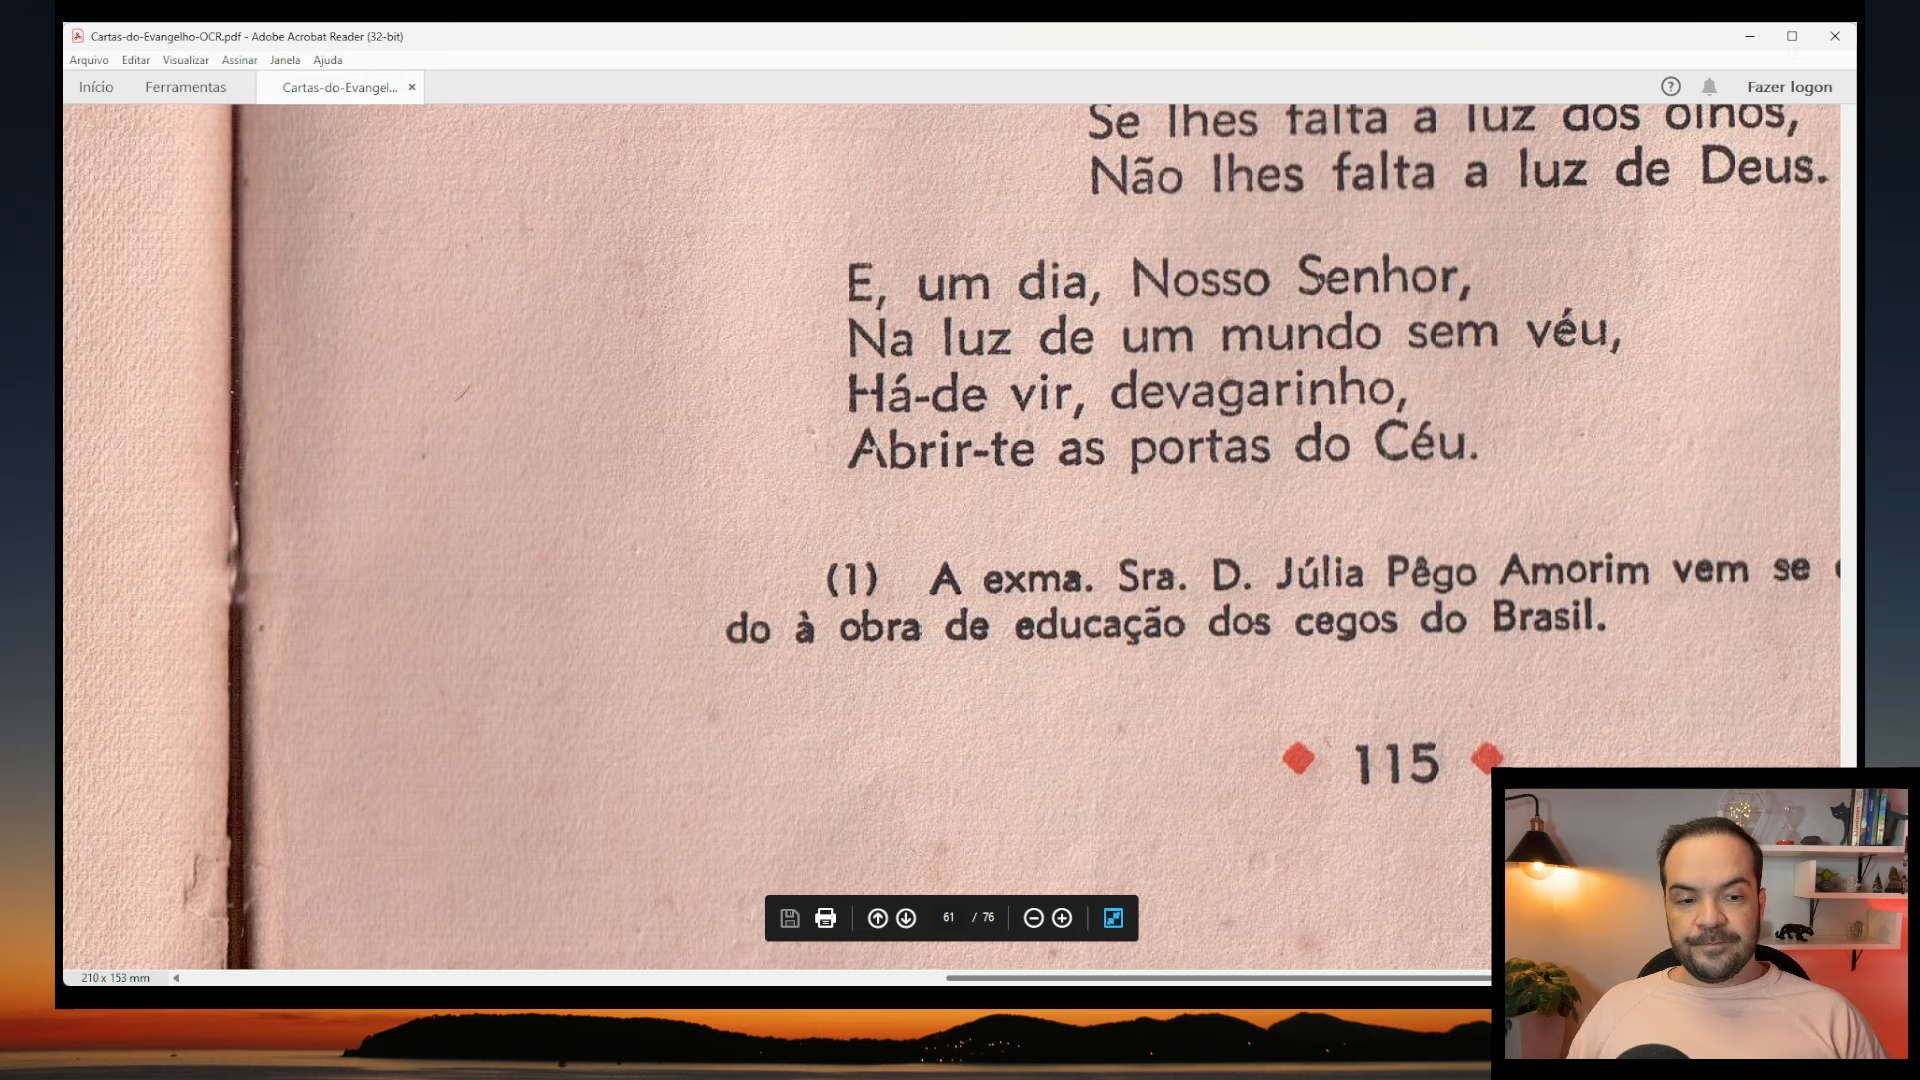 Cartas-do-Evangelho-OCR.pdf - Adobe Acrobat Reader (32-bit)
Arquivo Editar Visualizar Assinar Janela Ajuda
Início Ferramentas Cartas-do-Evangel... × Fazer logon
Se lhes falta a luz dos olhos,
Não lhes falta a luz de Deus.
E, um dia, Nosso Senhor,
Na luz de um mundo sem véu,
Há-de vir, devagarinho,
Abrir-te as portas do Céu.
(1) A exma. Sra. D. Júlia Pêgo Amorim vem se
do à obra de educação dos cegos do Brasil.
115
61 / 76
210 x 153 mm